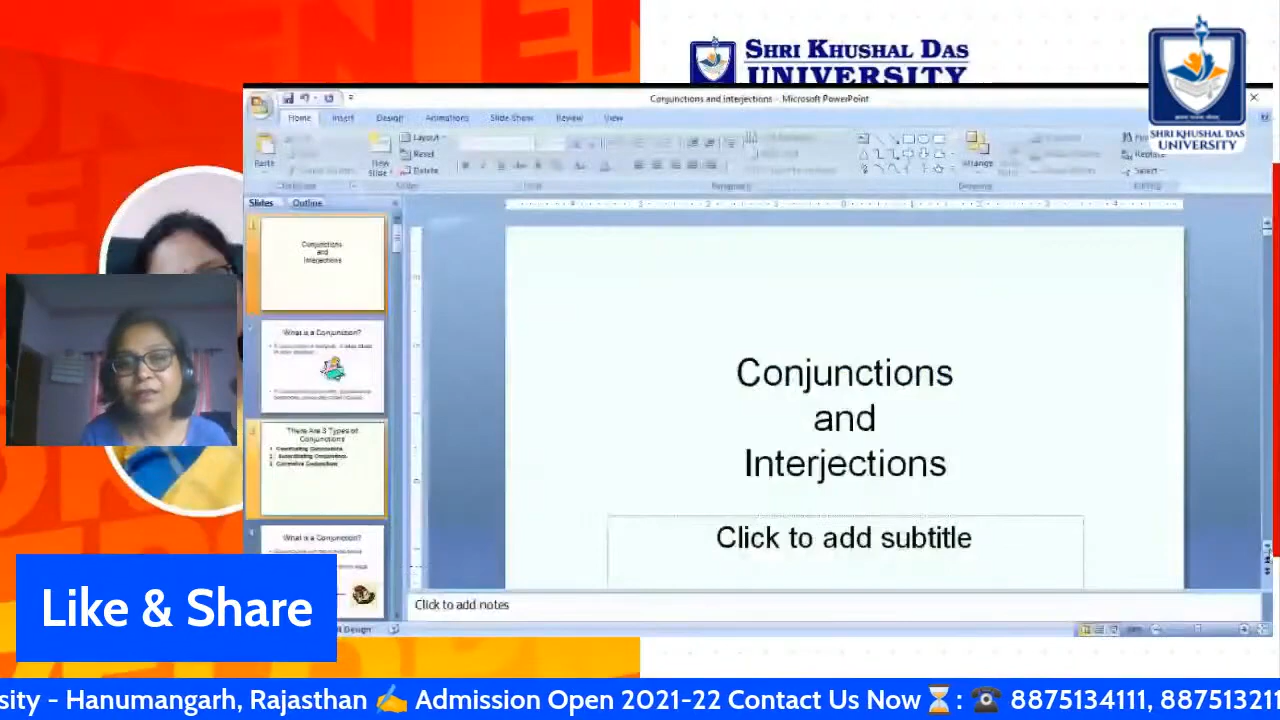 SHRI KHUSHAL DAS
UNIVERSITY
SHRI KHUSHAL DAS
UNIVERSITY
Conjunctions and Interjections - Microsoft PowerPoint
Home Insert Design Animations Slide Show Review View
Paste
New
Slide
Layout
Reset
Delete
Arrange
Replace
Select
Slides Outline
Conjunctions
and
Interjections
What is a Conjunction?
There Are 3 Types of
Conjunctions
What is a Conjunction?
Conjunctions
and
Interjections
Click to add subtitle
Click to add notes
Like & Share
sity - Hanumangarh, Rajasthan ✍️ Admission Open 2021-22 Contact Us Now ⏳: ☎️ 8875134111, 887513211